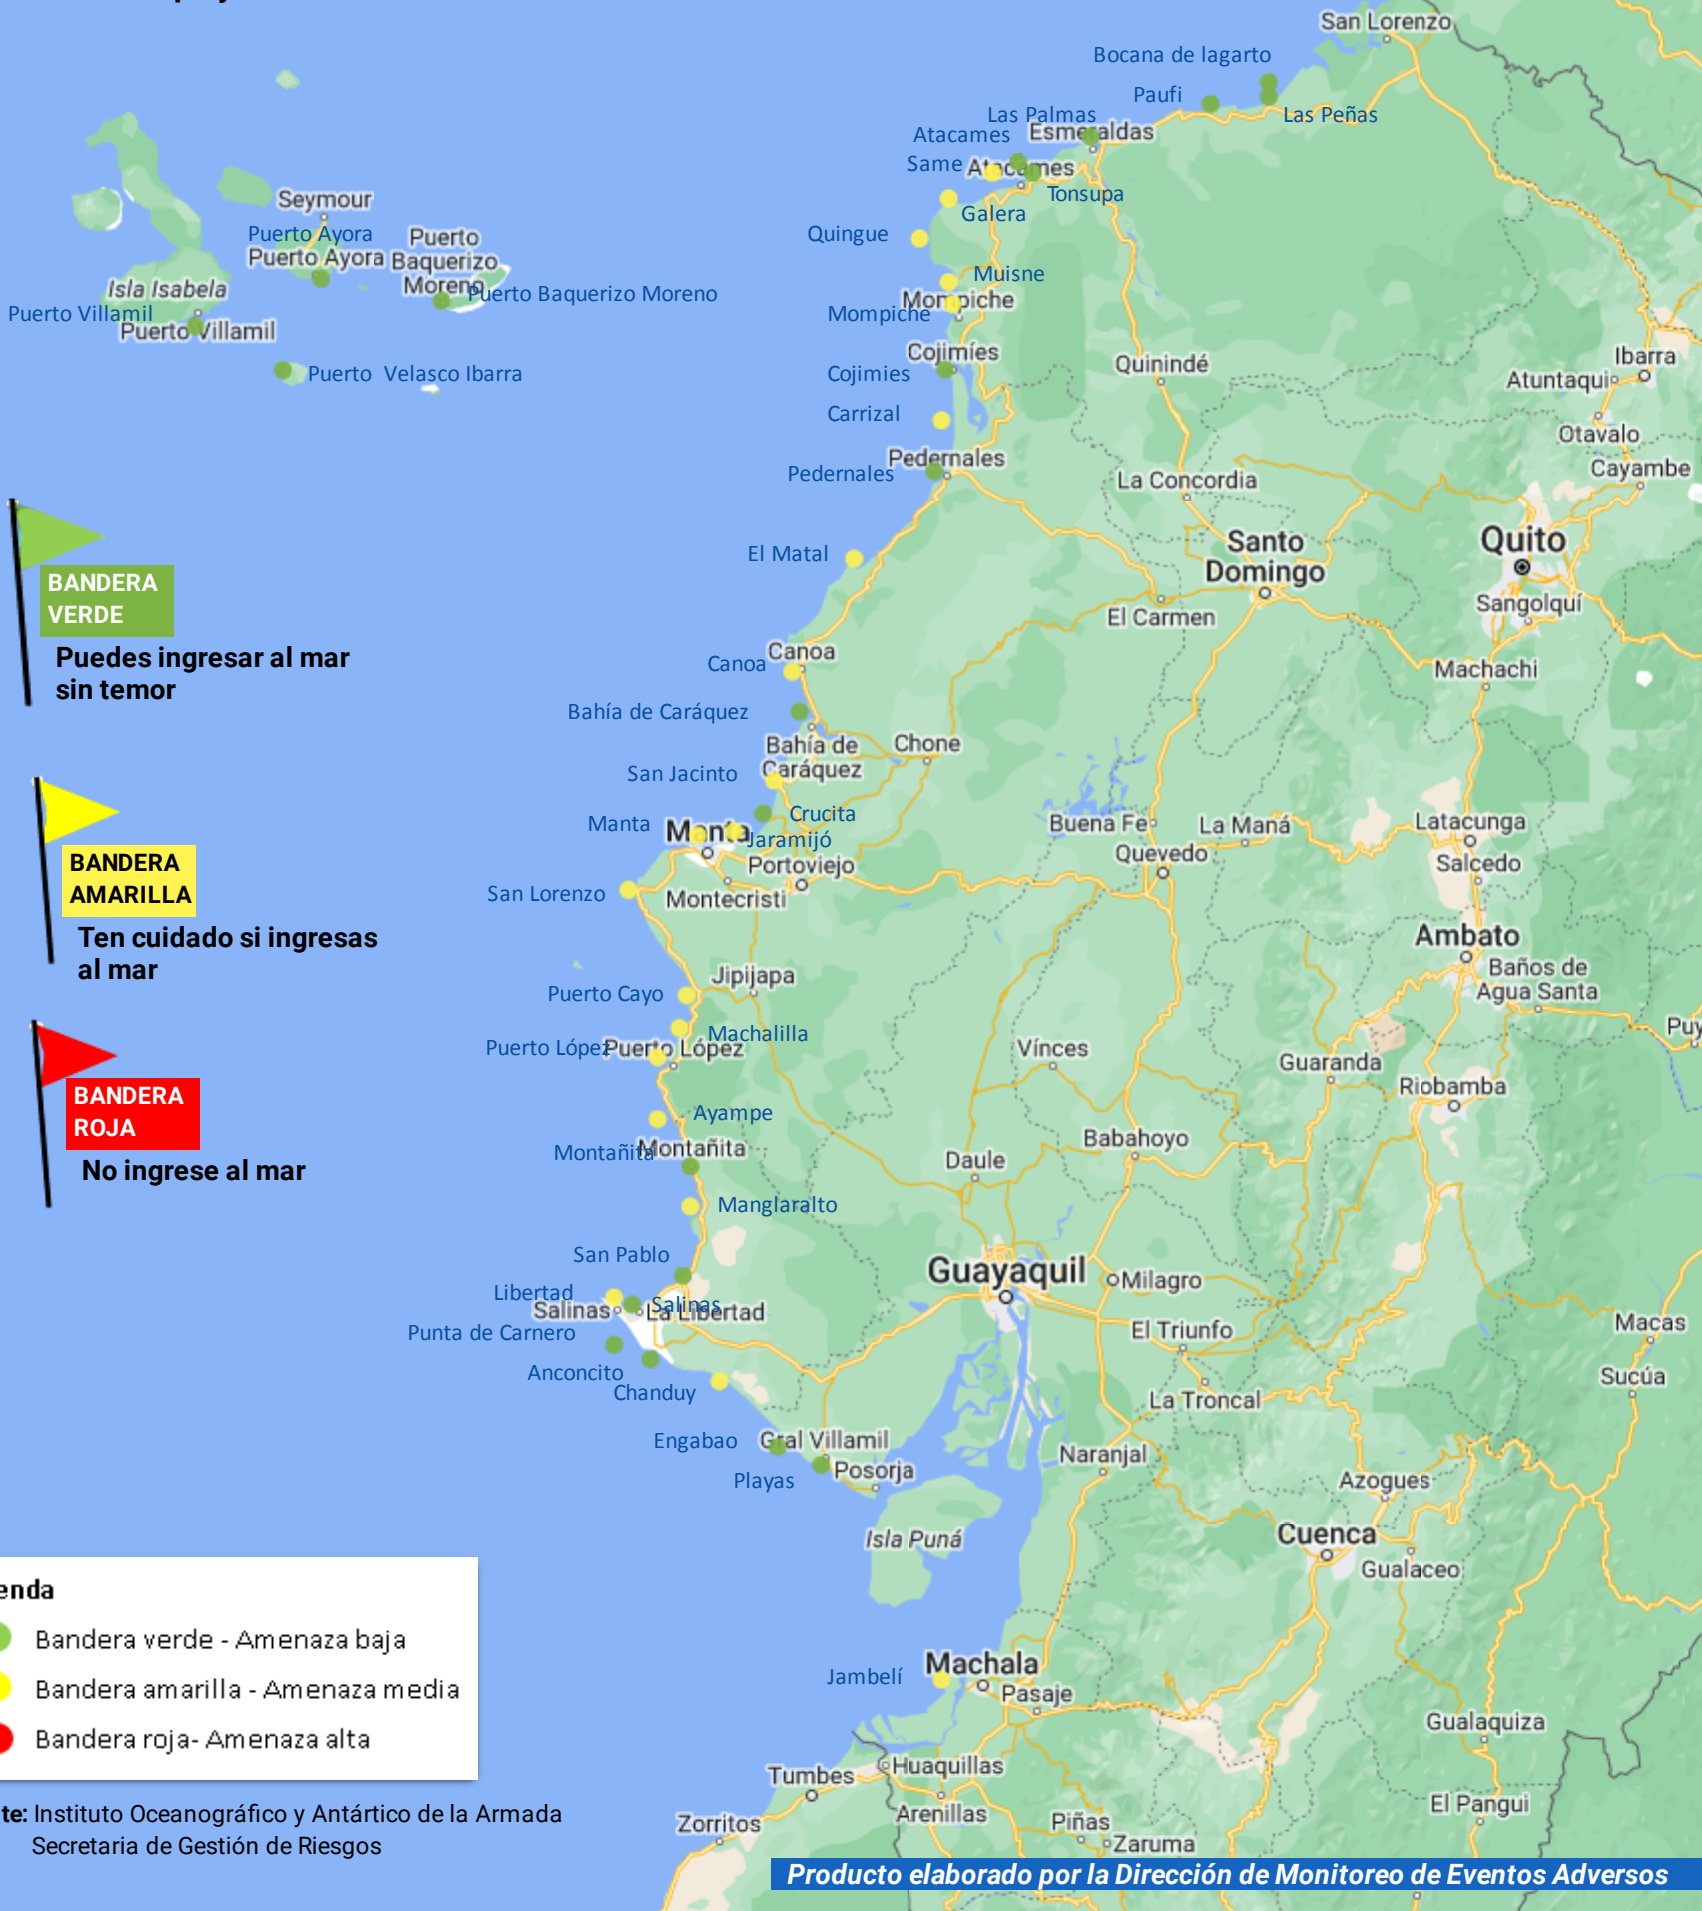 San Lorenzo
Bocana de lagarto
Paufi
Las Peñas
Las Palmas
Atacames
Esmeraldas
Same
Atacames
Tonsupa
Galera
Quingue
Muisne
Mompiche
Mompiche
Cojimíes
Cojimies
Carrizal
Pedernales
Pedernales
El Matal
Canoa
Canoa
Bahía de Caráquez
Bahía de
Caráquez
Chone
San Jacinto
Crucita
Manta
Manta
Jaramijó
Portoviejo
San Lorenzo
Montecristi
Jipijapa
Puerto Cayo
Machalilla
Puerto López
Puerto López
Ayampe
Montañita
Montañita
Manglaralto
San Pablo
Libertad
Salinas
Salinas
La Libertad
Punta de Carnero
Anconcito
Chanduy
Engabao
Gral Villamil
Playas
Posorja
Isla Puná
Jambelí
Machala
Pasaje
Huaquillas
Tumbes
Arenillas
Zorritos
Piñas
Zaruma
Seymour
Puerto Ayora
Puerto Ayora
Puerto
Baquerizo
Moreno
Puerto Baquerizo Moreno
Isla Isabela
Puerto Villamil
Puerto Villamil
Puerto Velasco Ibarra
Quinindé
Ibarra
Atuntaqui
Otavalo
Cayambe
La Concordia
Santo
Domingo
Quito
Sangolquí
El Carmen
Machachi
Buena Fe
La Maná
Latacunga
Quevedo
Salcedo
Ambato
Baños de
Agua Santa
Puy
Vínces
Guaranda
Riobamba
Babahoyo
Daule
Guayaquil
Milagro
El Triunfo
Macas
Sucúa
La Troncal
Naranjal
Azogues
Cuenca
Gualaceo
Gualaquiza
El Pangui
BANDERA
VERDE
Puedes ingresar al mar
sin temor
BANDERA
AMARILLA
Ten cuidado si ingresas
al mar
BANDERA
ROJA
No ingrese al mar
enda
Bandera verde - Amenaza baja
Bandera amarilla - Amenaza media
Bandera roja- Amenaza alta
te: Instituto Oceanográfico y Antártico de la Armada
Secretaria de Gestión de Riesgos
Producto elaborado por la Dirección de Monitoreo de Eventos Adversos